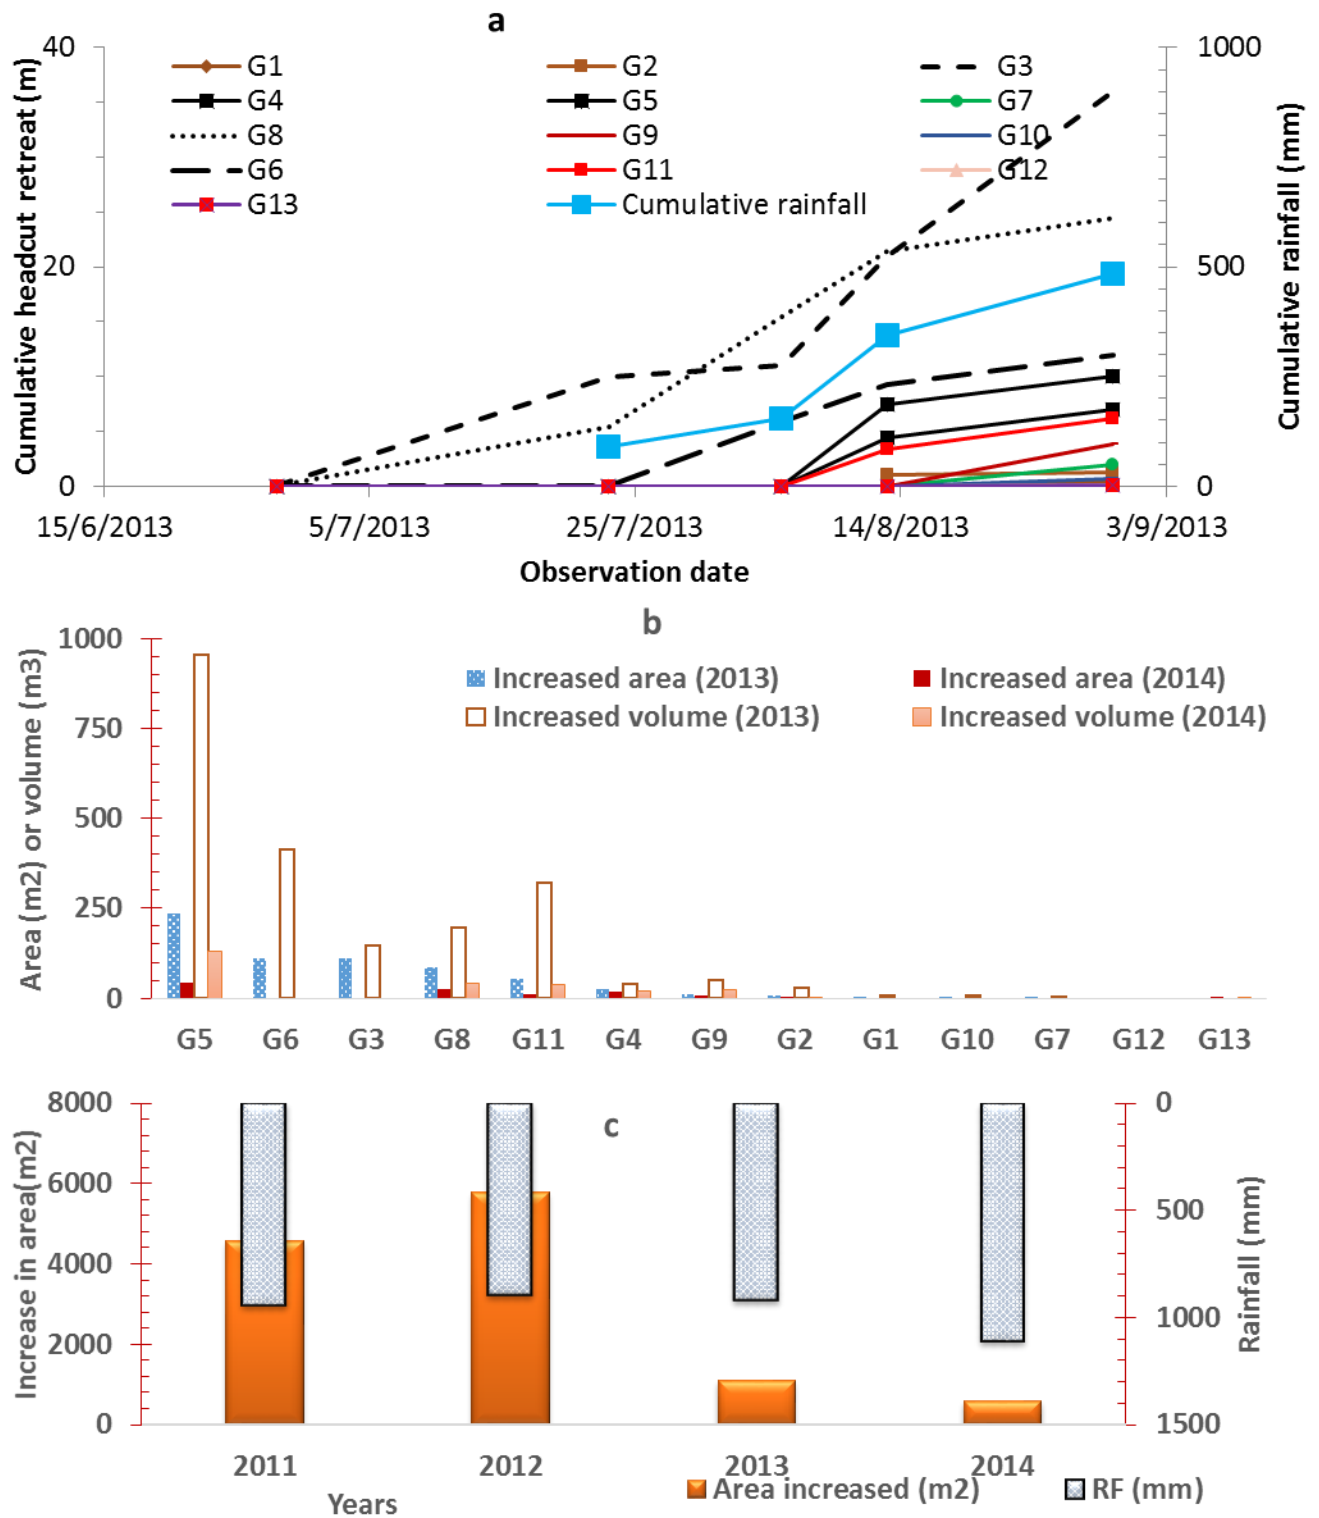 a
Cumulative headcut retreat (m)
Cumulative rainfall (mm)
40
20
0
1000
500
0
G1 G2 G3
G4 G5 G7
G8 G9 G10
G6 G11 G12
G13 Cumulative rainfall
15/6/2013 5/7/2013 25/7/2013 14/8/2013 3/9/2013
Observation date
b
Area (m2) or volume (m3)
1000
750
500
250
0
Increased area (2013) Increased area (2014)
Increased volume (2013) Increased volume (2014)
G5 G6 G3 G8 G11 G4 G9 G2 G1 G10 G7 G12 G13
c
Increase in area(m2)
Rainfall (mm)
8000
6000
4000
2000
0
0
500
1000
1500
2011 2012 2013 2014
Years
Area increased (m2) RF (mm)